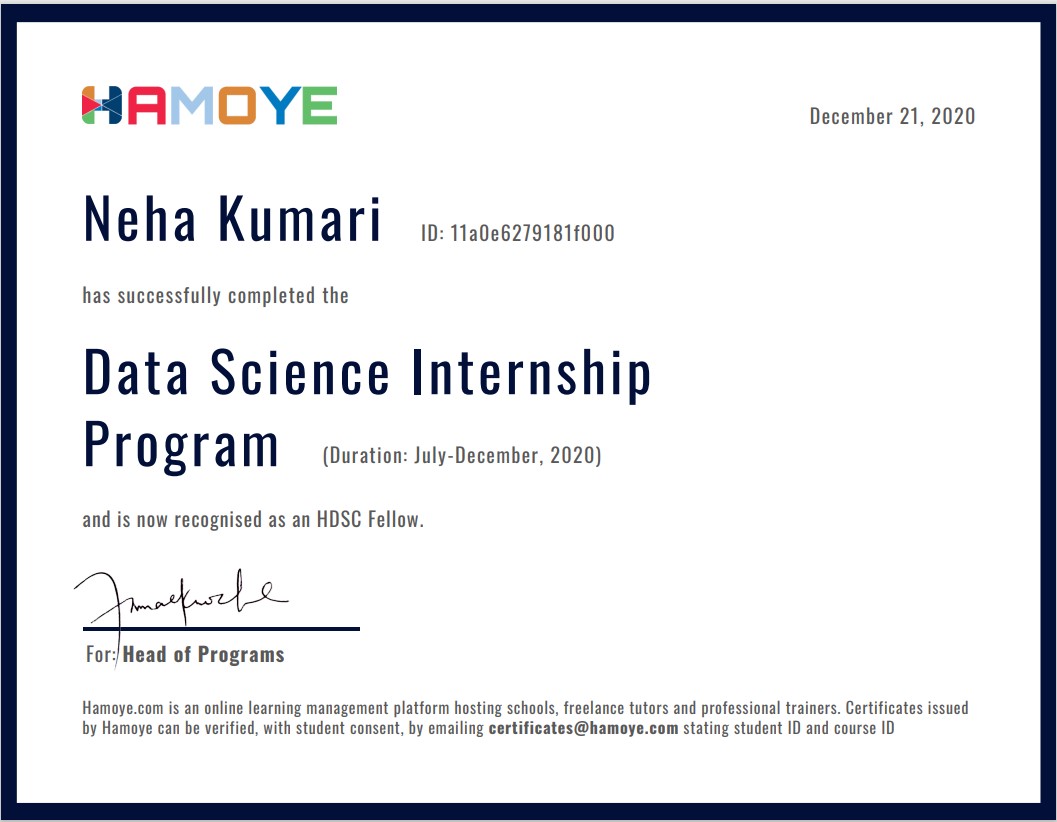 HAMOYE
December 21, 2020
Neha Kumari ID: 11a0e6279181f000
has successfully completed the
Data Science Internship
Program (Duration: July-December, 2020)
and is now recognised as an HDSC Fellow.
For: Head of Programs
Hamoye.com is an online learning management platform hosting schools, freelance tutors and professional trainers. Certificates issued
by Hamoye can be verified, with student consent, by emailing certificates@hamoye.com stating student ID and course ID